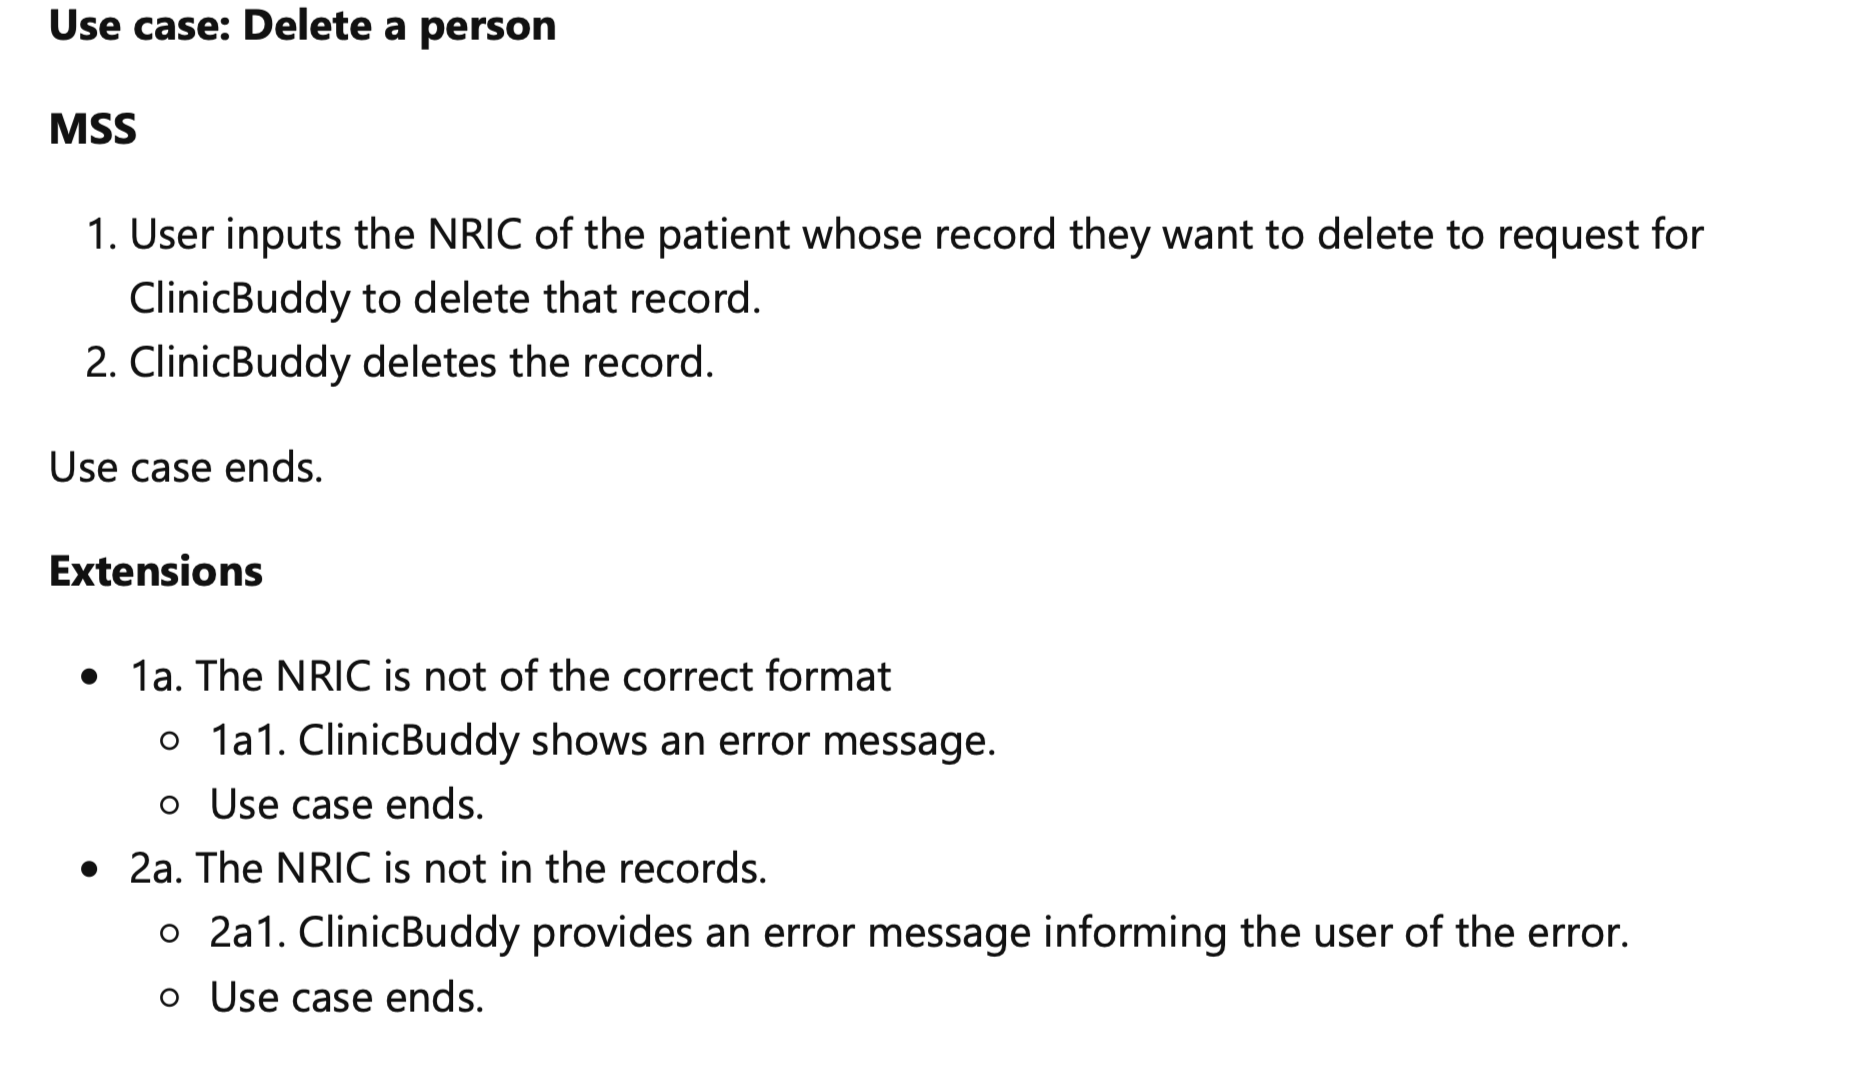 Use case: Delete a person
MSS
1. User inputs the NRIC of the patient whose record they want to delete to request for
ClinicBuddy to delete that record.
2. ClinicBuddy deletes the record.
Use case ends.
Extensions
• 1a. The NRIC is not of the correct format
○ 1a1. ClinicBuddy shows an error message.
○ Use case ends.
• 2a. The NRIC is not in the records.
○ 2a1. ClinicBuddy provides an error message informing the user of the error.
○ Use case ends.